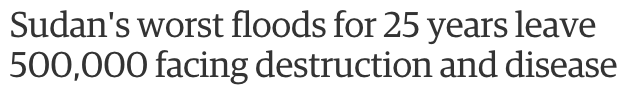 Sudan's worst floods for 25 years leave
500,000 facing destruction and disease